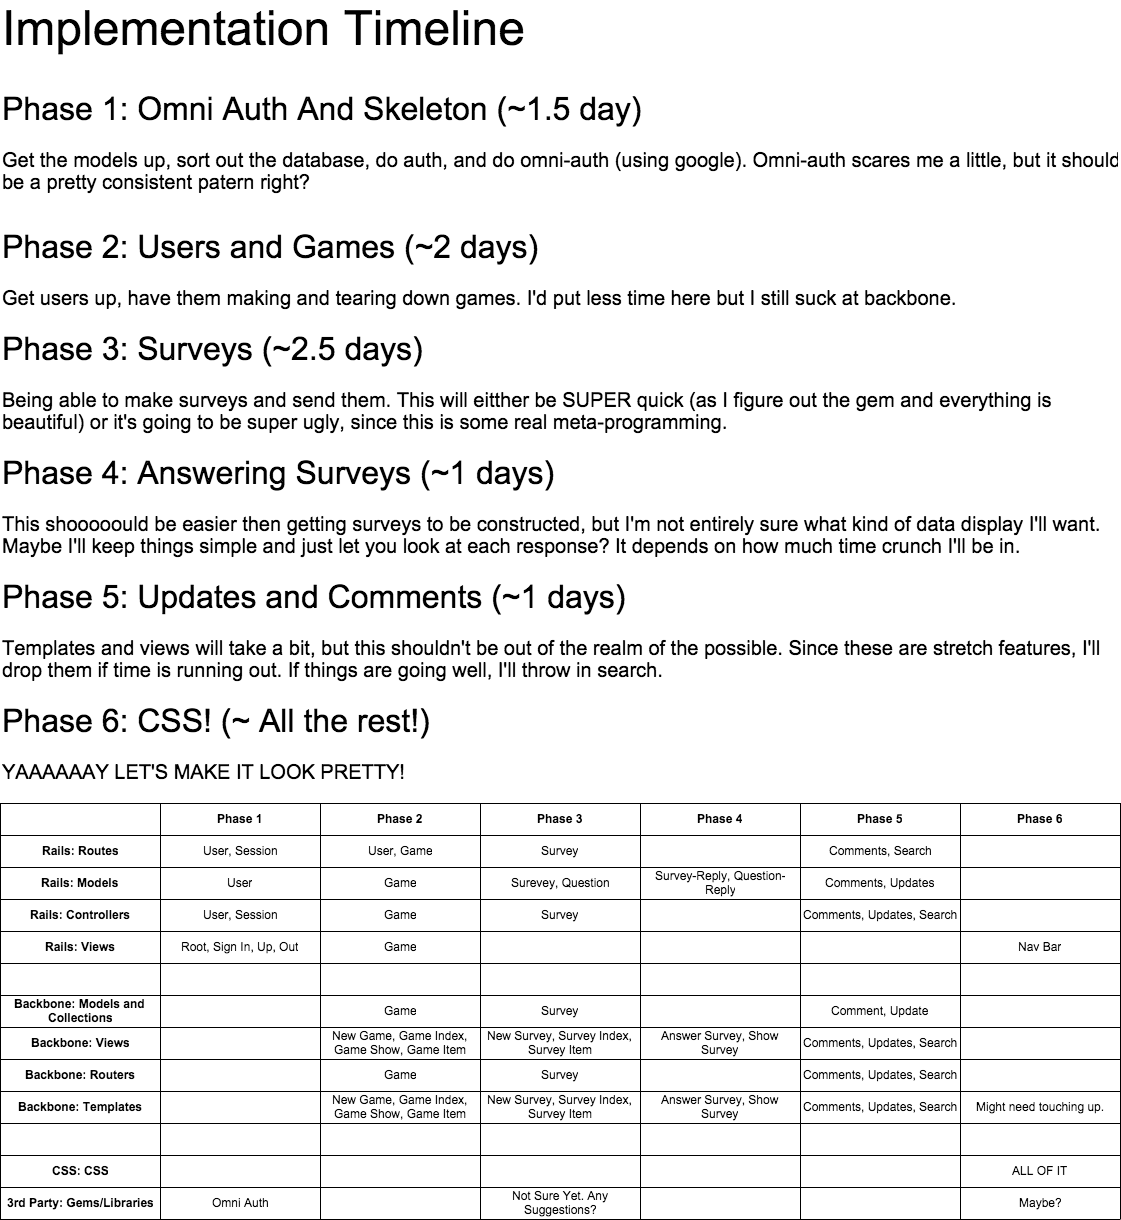 Implementation Timeline
Phase 1: Omni Auth And Skeleton (~1.5 day)
Get the models up, sort out the database, do auth, and do omni-auth (using google). Omni-auth scares me a little, but it should
be a pretty consistent patern right?
Phase 2: Users and Games (~2 days)
Get users up, have them making and tearing down games. I'd put less time here but I still suck at backbone.
Phase 3: Surveys (~2.5 days)
Being able to make surveys and send them. This will eitther be SUPER quick (as I figure out the gem and everything is
beautiful) or it's going to be super ugly, since this is some real meta-programming.
Phase 4: Answering Surveys (~1 days)
This shooooould be easier then getting surveys to be constructed, but I'm not entirely sure what kind of data display I'll want.
Maybe I'll keep things simple and just let you look at each response? It depends on how much time crunch I'll be in.
Phase 5: Updates and Comments (~1 days)
Templates and views will take a bit, but this shouldn't be out of the realm of the possible. Since these are stretch features, I'll
drop them if time is running out. If things are going well, I'll throw in search.
Phase 6: CSS! (~ All the rest!)
YAAAAAAY LET'S MAKE IT LOOK PRETTY!
Phase 1 Phase 2 Phase 3 Phase 4 Phase 5 Phase 6
Rails: Routes User, Session User, Game Survey Comments, Search
Rails: Models User Game Surevey, Question Survey-Reply, Question-
Reply Comments, Updates
Rails: Controllers User, Session Game Survey Comments, Updates, Search
Rails: Views Root, Sign In, Up, Out Game Nav Bar
Backbone: Models and
Collections Game Survey Comment, Update
Backbone: Views New Game, Game Index, New Survey, Survey Index, Answer Survey, Show Comments, Updates, Search
Game Show, Game Item Survey Item Survey
Backbone: Routers Game Survey Comments, Updates, Search
Backbone: Templates New Game, Game Index, New Survey, Survey Index, Answer Survey, Show Comments, Updates, Search Might need touching up.
Game Show, Game Item Survey Item Survey
CSS: CSS ALL OF IT
3rd Party: Gems/Libraries Omni Auth Not Sure Yet. Any Maybe?
Suggestions?